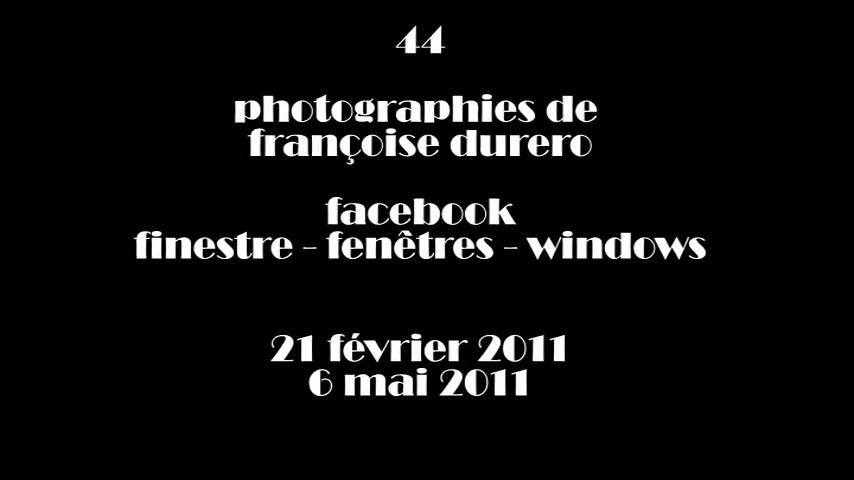 44
photographies de
françoise durero
facebook
finestre - fenêtres - windows
21 février 2011
6 mai 2011